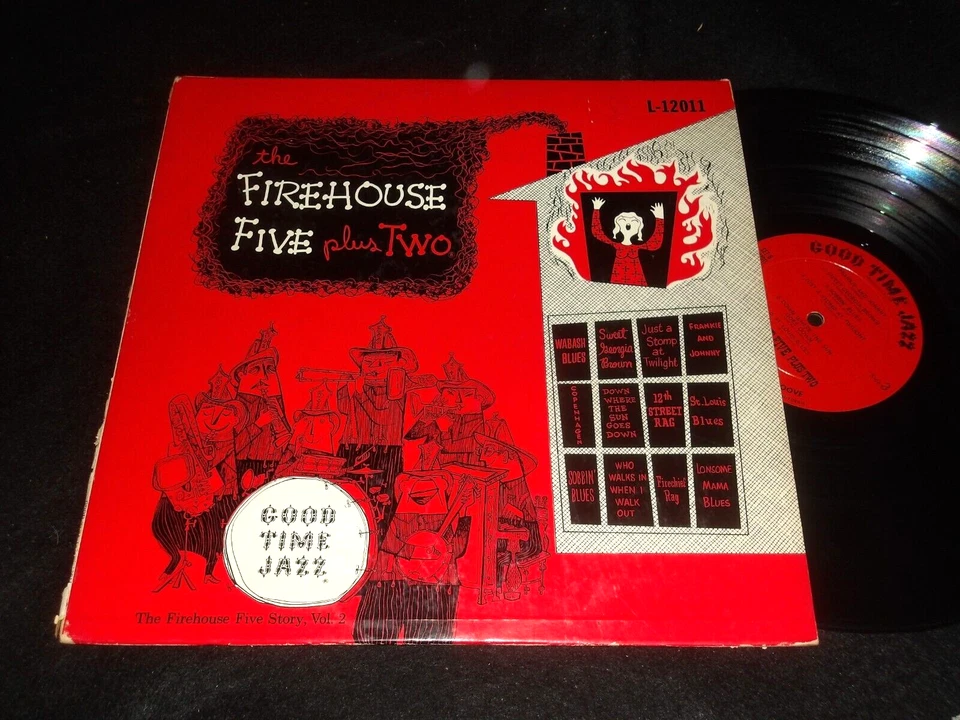 L-12011
the
FIREHOUSE
FIVE plus TWO
WABASH
BLUES
Sweet
Georgia
Brown
Just a
Stomp
at
Twilight
FRANKIE
AND
JOHNNY
COPENHAGEN
DOWN
WHERE
THE
SUN
GOES
DOWN
12th
STREET
RAG
St. Louis
Blues
SOBBIN'
BLUES
WHO
WALKS IN
WHEN I
WALK
OUT
Firechief
Rag
LONSOME
MAMA
BLUES
GOOD
TIME
JAZZ
The Firehouse Five Story, Vol. 2
GOOD TIME JAZZ